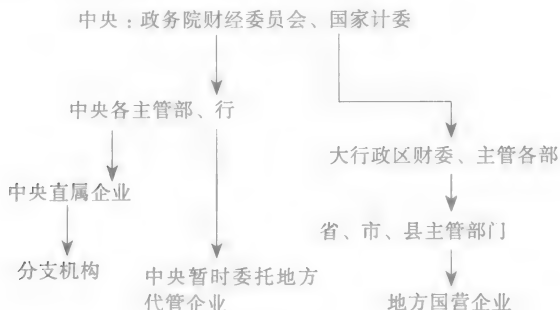 中央：政务院财经委员会、国家计委
中央各主管部、行
大行政区财委、主管各部
中央直属企业
省、市、县主管部门
分支机构
中央暂时委托地方
代管企业
地方国营企业